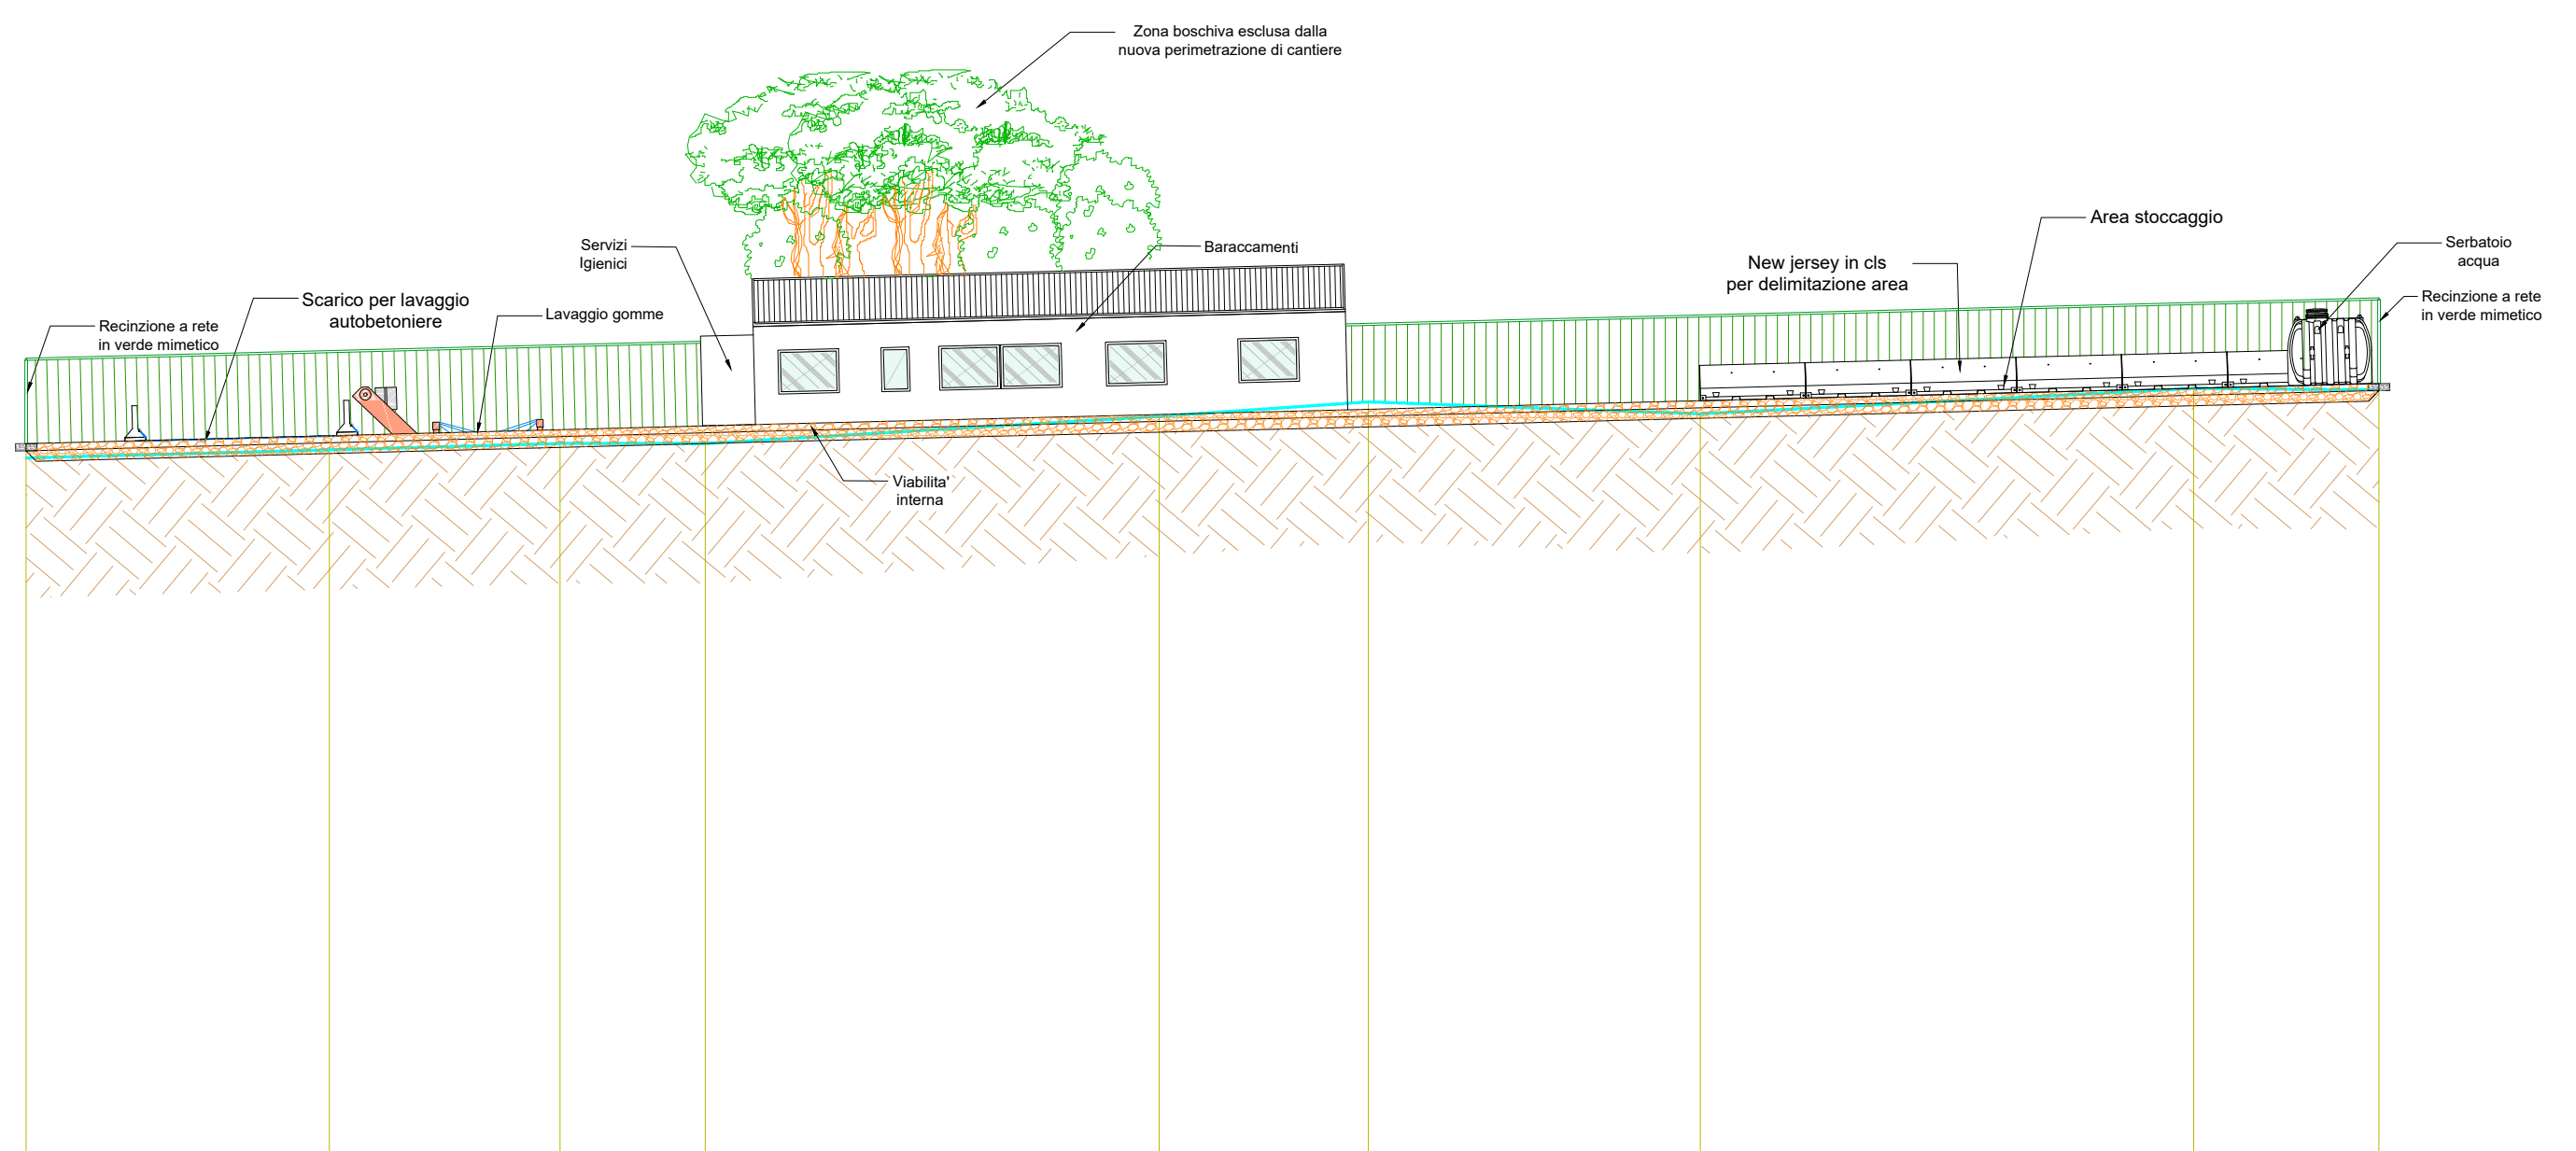 Zona boschiva esclusa dalla
nuova perimetrazione di cantiere
Servizi
Igienici
Baraccamenti
Area stoccaggio
Serbatoio
acqua
New jersey in cls
per delimitazione area
Recinzione a rete
in verde mimetico
Scarico per lavaggio
autobetoniere
Lavaggio gomme
Recinzione a rete
in verde mimetico
Viabilita'
interna